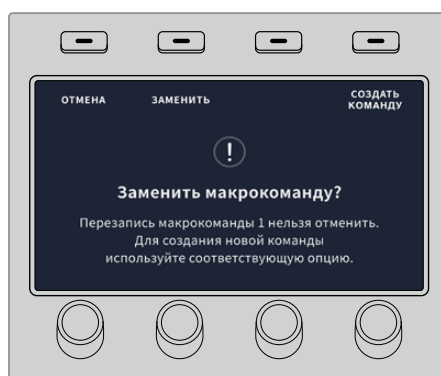 ОТМЕНА ЗАМЕНИТЬ СОЗДАТЬ
КОМАНДУ
!
Заменить макрокоманду?
Перезапись макрокоманды 1 нельзя отменить.
Для создания новой команды
используйте соответствующую опцию.